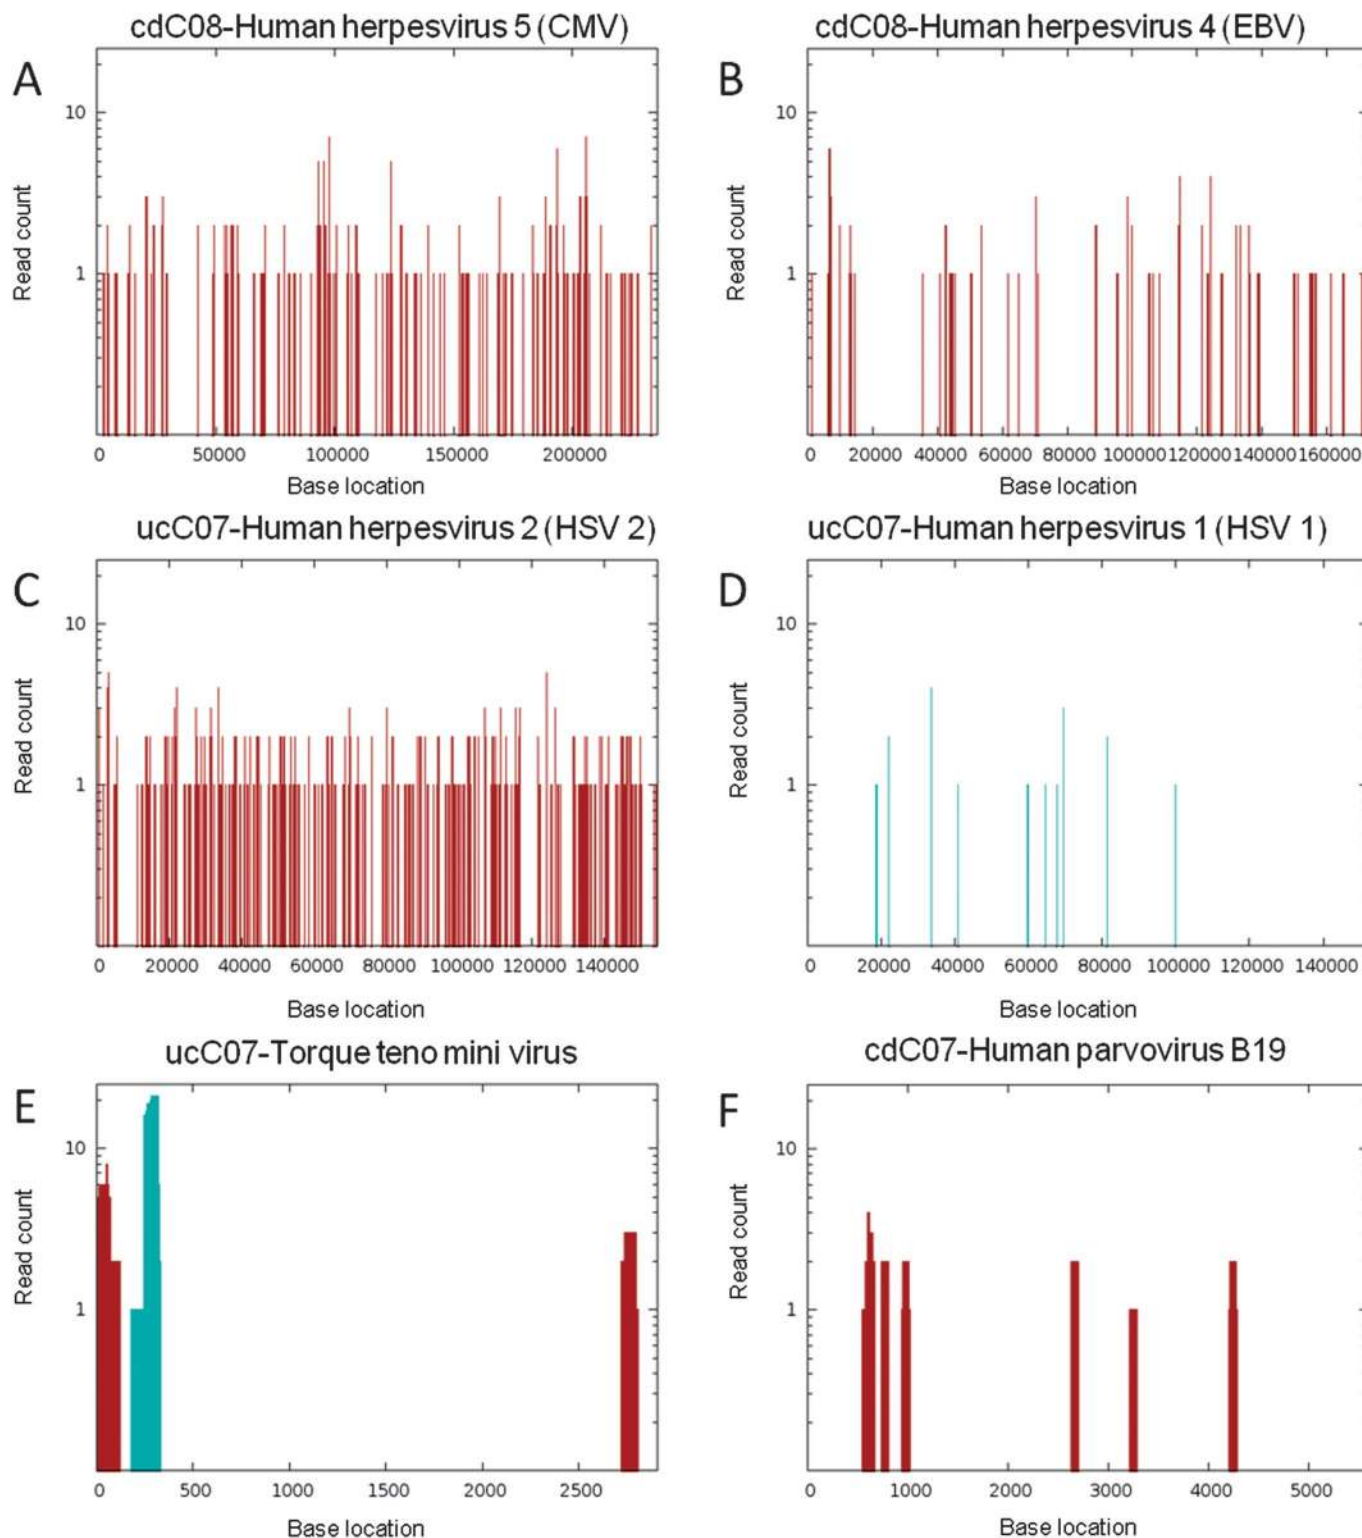 cdC08-Human herpesvirus 5 (CMV)
A
10
1
Read count
0 50000 100000 150000 200000
Base location
cdC08-Human herpesvirus 4 (EBV)
B
10
1
Read count
0 20000 40000 60000 80000 100000 120000 140000 160000
Base location
ucC07-Human herpesvirus 2 (HSV 2)
C
10
1
Read count
0 20000 40000 60000 80000 100000 120000 140000
Base location
ucC07-Human herpesvirus 1 (HSV 1)
D
10
1
Read count
0 20000 40000 60000 80000 100000 120000 140000
Base location
ucC07-Torque teno mini virus
E
10
1
Read count
0 500 1000 1500 2000 2500
Base location
cdC07-Human parvovirus B19
F
10
1
Read count
0 1000 2000 3000 4000 5000
Base location